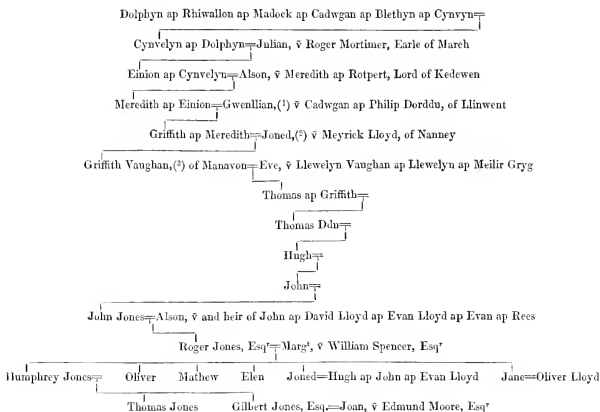 Dolphyn ap Rhiwallon ap Madock ap Cadwgan ap Blethyn ap Cynvyn=
Cynvelyn ap Dolphyn=Julian, ṽ Roger Mortimer, Earle of March
Einion ap Cynvelyn=Alson, ṽ Meredith ap Rotpert, Lord of Kedewen
Meredith ap Einion=Gwenllian,(¹) ṽ Cadwgan ap Philip Dorddu, of Llinwent
Griffith ap Meredith=Joned,(²) ṽ Meyrick Lloyd, of Nanney
Griffith Vaughan,(³) of Manavon=Eve, ṽ Llewelyn Vaughan ap Llewelyn ap Meilir Gryg
Thomas ap Griffith=
Thomas Ddu=
Hugh=
John=
John Jones=Alson, ṽ and heir of John ap David Lloyd ap Evan Lloyd ap Evan ap Rees
Roger Jones, Esqʳ=Margᵗ, ṽ William Spencer, Esqʳ
Humphrey Jones= Oliver Mathew Elen Joned=Hugh ap John ap Evan Lloyd Jane=Oliver Lloyd
Thomas Jones Gilbert Jones, Esq.=Joan, ṽ Edmund Moore, Esqʳ